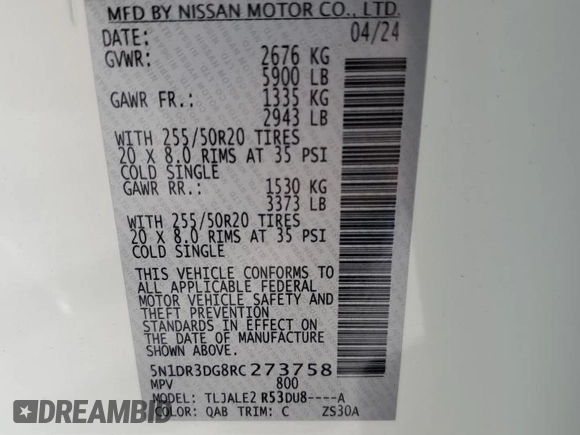 MFD BY NISSAN MOTOR CO., LTD.
DATE: 04/24
GVWR: 2676 KG
5900 LB
GAWR FR.: 1335 KG
2943 LB
WITH 255/50R20 TIRES
20 X 8.0 RIMS AT 35 PSI
COLD SINGLE
GAWR RR.: 1530 KG
3373 LB
WITH 255/50R20 TIRES
20 X 8.0 RIMS AT 35 PSI
COLD SINGLE
THIS VEHICLE CONFORMS TO
ALL APPLICABLE FEDERAL
MOTOR VEHICLE SAFETY AND
THEFT PREVENTION
STANDARDS IN EFFECT ON
THE DATE OF MANUFACTURE
SHOWN ABOVE.
5N1DR3DG8RC273758
MPV 800
MODEL: TLJALE2 R53DU8----A
COLOR: QAB TRIM: C ZS30A
DREAMBID